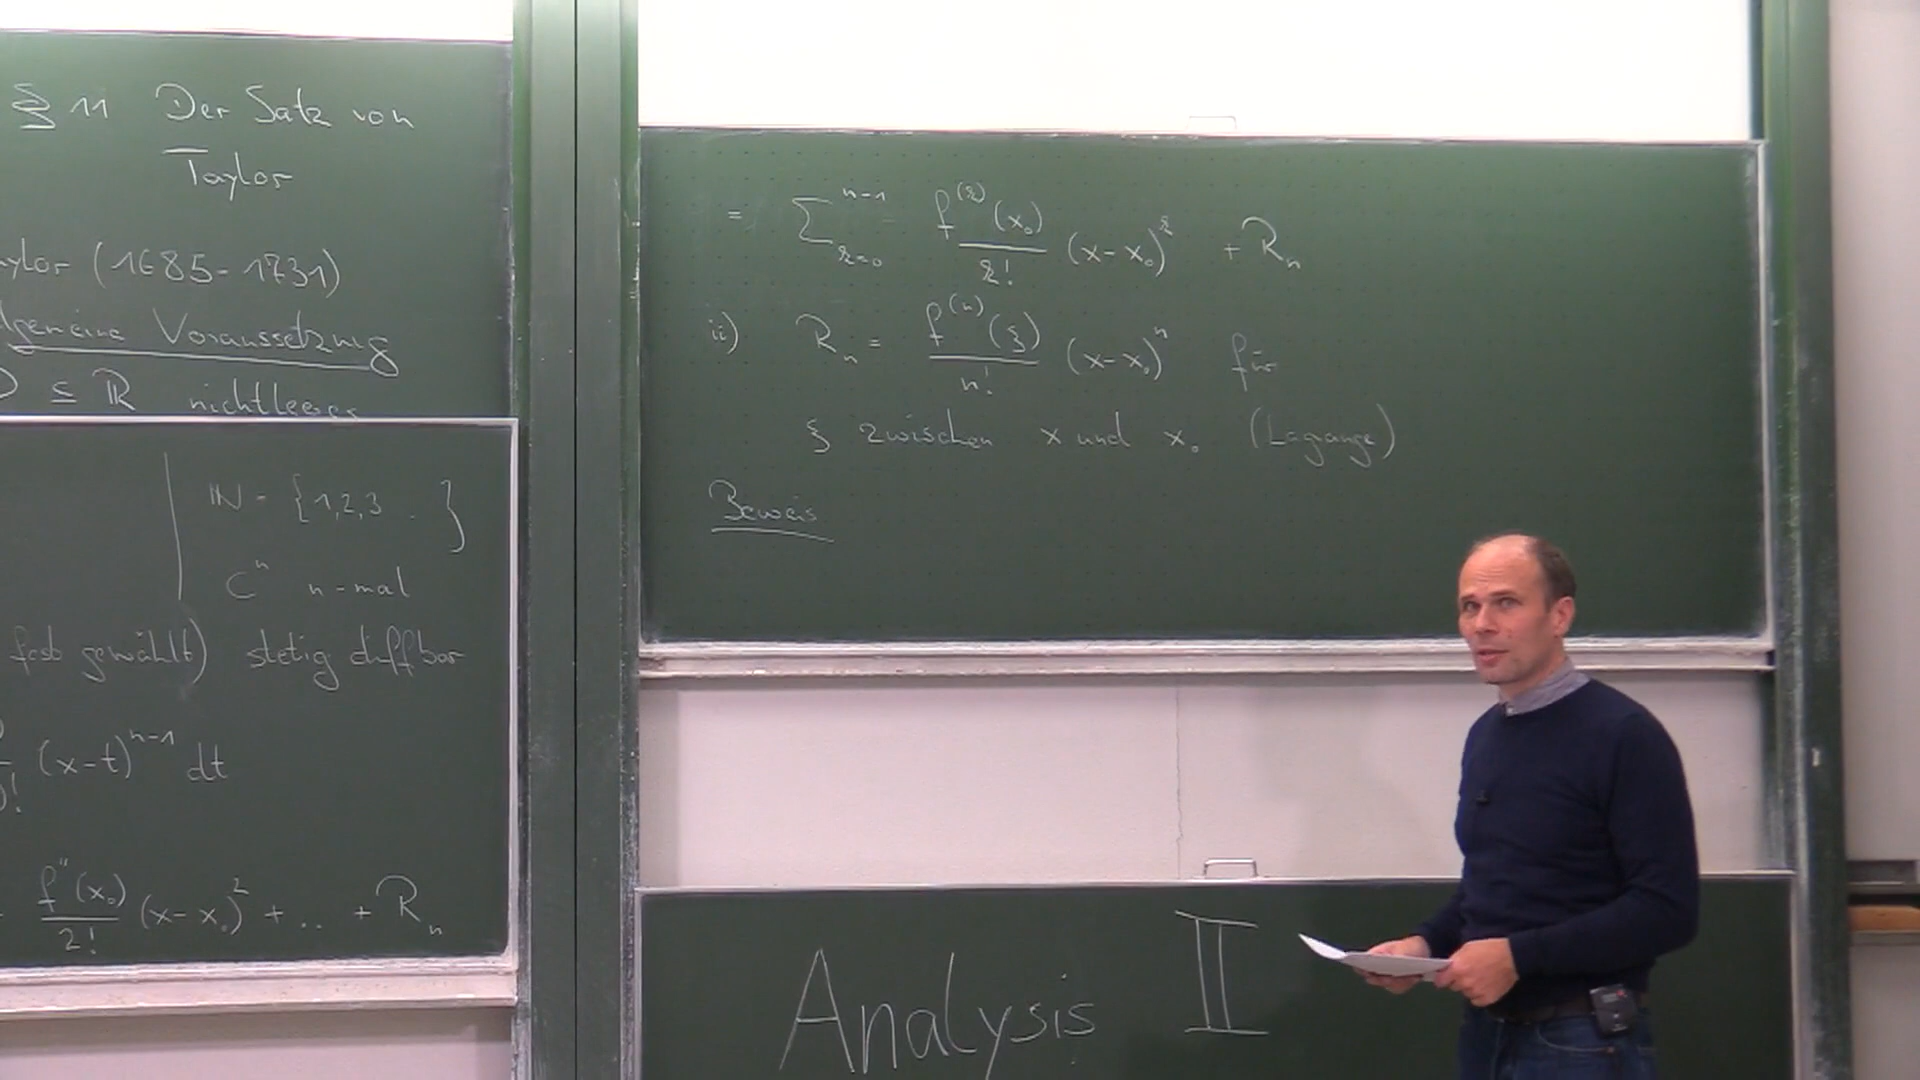 § 11 Der Satz von
Taylor
aylor (1685-1731)
lgemeine Voraussetzung
D ⊆ ℝ nichtleeres
ℕ = {1,2,3 . }
Cⁿ n-mal
fest gewählt) stetig diffbar
! (x-t)ⁿ⁻¹ dt
f''(x₀)/2! (x-x₀)² + .. + Rₙ
= ∑ₖ₌₀ⁿ⁻¹ f⁽ᵏ⁾(x₀)/k! (x-x₀)ᵏ + Rₙ
ii) Rₙ = f⁽ⁿ⁾(ξ)/n! (x-x₀)ⁿ für
ξ zwischen x und x₀ (Lagrange)
Beweis
Analysis II